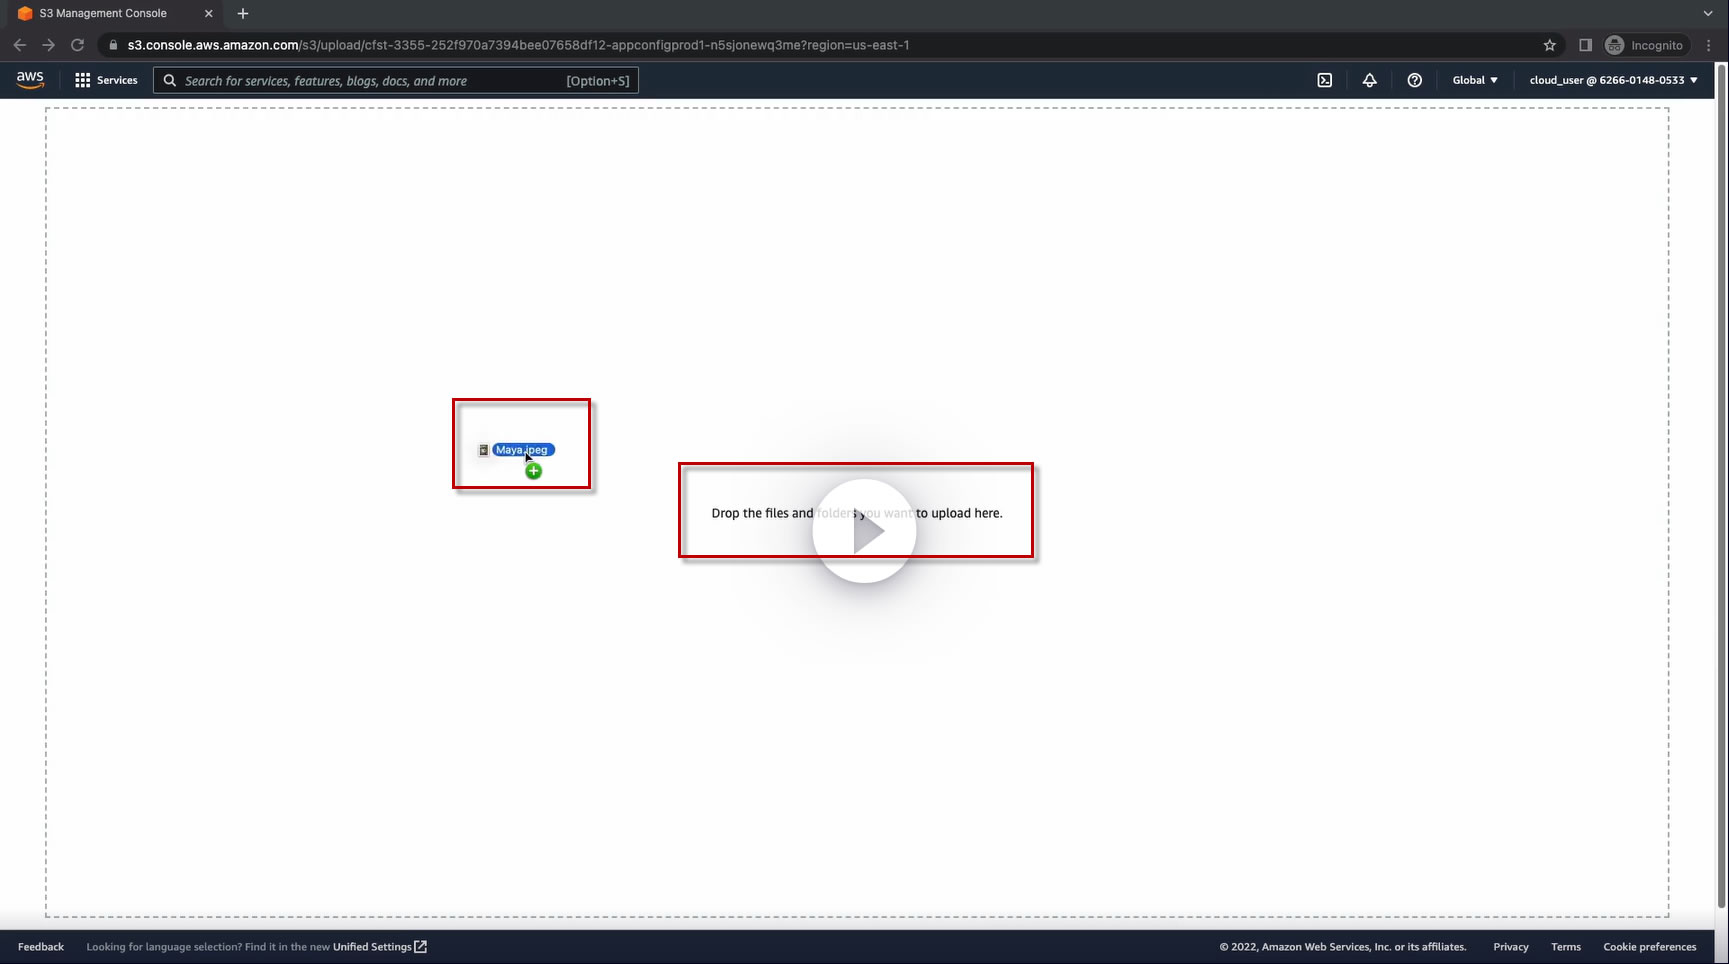 S3 Management Console
s3.console.aws.amazon.com/s3/upload/cfst-3355-252f970a7394bee07658df12-appconfigprod1-n5sjonewq3me?region=us-east-1
Incognito
aws
Services
Search for services, features, blogs, docs, and more
[Option+S]
Global
cloud_user @ 6266-0148-0533
Maya.jpeg
Drop the files and folders you want to upload here.
Feedback
Looking for language selection? Find it in the new Unified Settings
© 2022, Amazon Web Services, Inc. or its affiliates.
Privacy
Terms
Cookie preferences